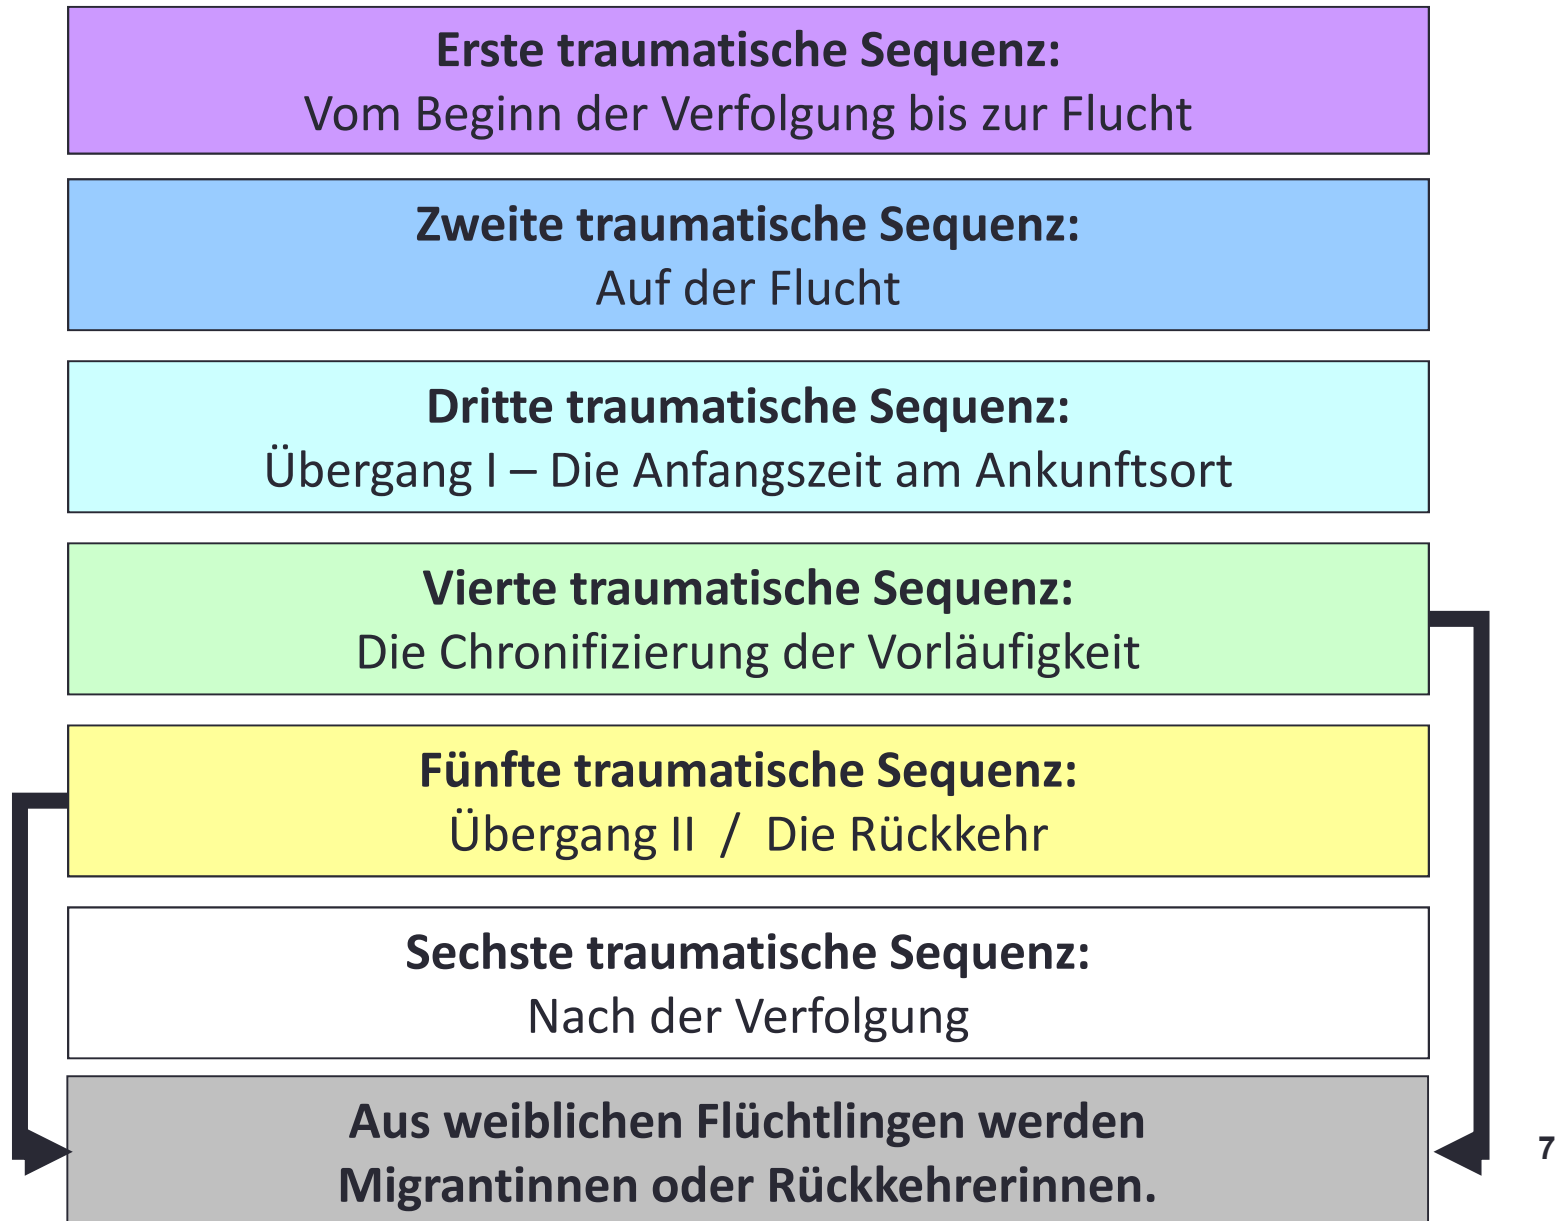 Erste traumatische Sequenz:
Vom Beginn der Verfolgung bis zur Flucht
Zweite traumatische Sequenz:
Auf der Flucht
Dritte traumatische Sequenz:
Übergang I – Die Anfangszeit am Ankunftsort
Vierte traumatische Sequenz:
Die Chronifizierung der Vorläufigkeit
Fünfte traumatische Sequenz:
Übergang II / Die Rückkehr
Sechste traumatische Sequenz:
Nach der Verfolgung
Aus weiblichen Flüchtlingen werden
Migrantinnen oder Rückkehrerinnen.
7